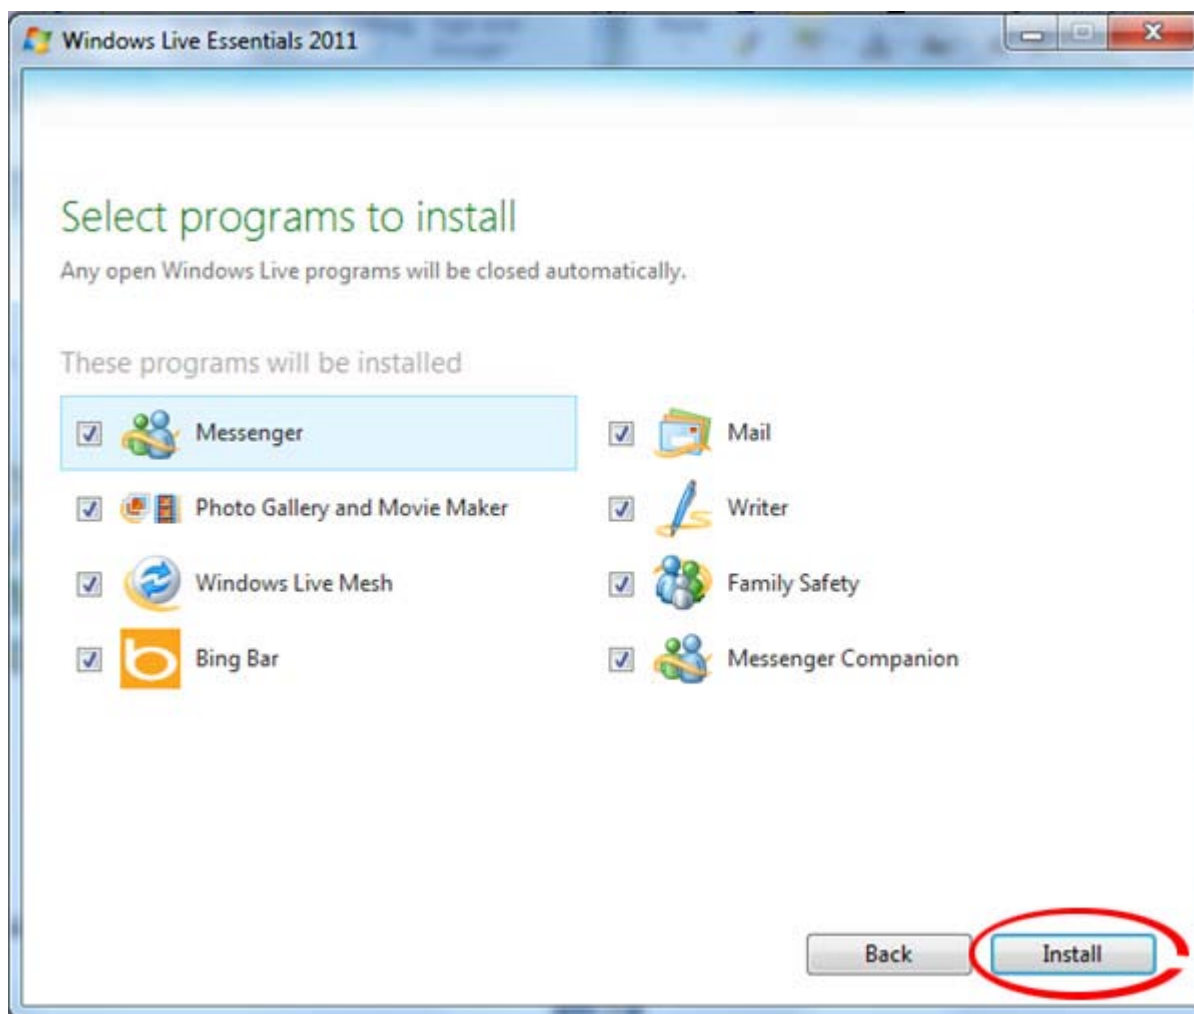 Windows Live Essentials 2011
Select programs to install
Any open Windows Live programs will be closed automatically.
These programs will be installed
Messenger
Mail
Photo Gallery and Movie Maker
Writer
Windows Live Mesh
Family Safety
Bing Bar
Messenger Companion
Back
Install